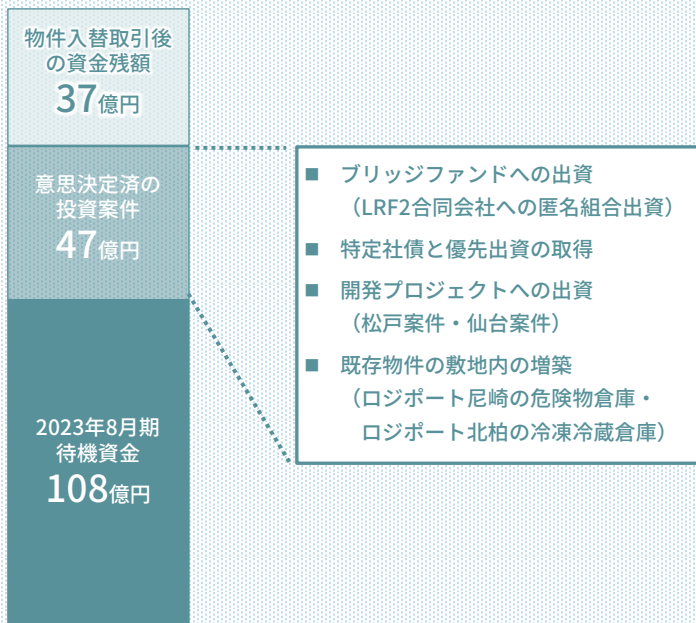 物件入替取引後
の資金残額
37億円
意思決定済の
投資案件
47億円
2023年8月期
待機資金
108億円
■ ブリッジファンドへの出資
（LRF2合同会社への匿名組合出資）
■ 特定社債と優先出資の取得
■ 開発プロジェクトへの出資
（松戸案件・仙台案件）
■ 既存物件の敷地内の増築
（ロジポート尼崎の危険物倉庫・
ロジポート北柏の冷凍冷蔵倉庫）